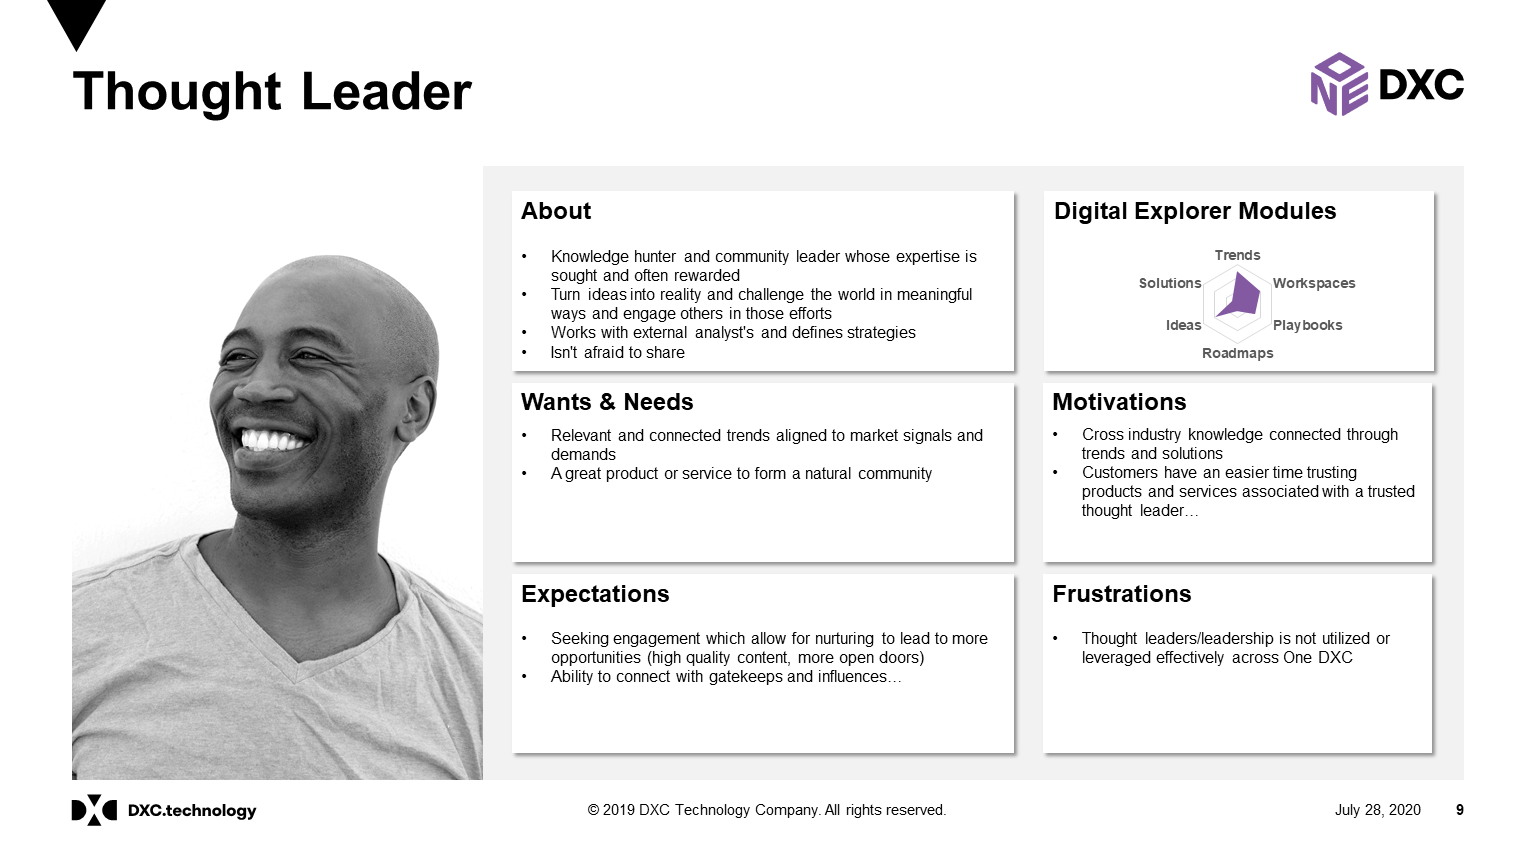 Thought Leader
ONE DXC
About
• Knowledge hunter and community leader whose expertise is
sought and often rewarded
• Turn ideas into reality and challenge the world in meaningful
ways and engage others in those efforts
• Works with external analyst's and defines strategies
• Isn't afraid to share
Digital Explorer Modules
Trends
Solutions
Workspaces
Ideas
Playbooks
Roadmaps
Wants & Needs
• Relevant and connected trends aligned to market signals and
demands
• A great product or service to form a natural community
Motivations
• Cross industry knowledge connected through
trends and solutions
• Customers have an easier time trusting
products and services associated with a trusted
thought leader…
Expectations
• Seeking engagement which allow for nurturing to lead to more
opportunities (high quality content, more open doors)
• Ability to connect with gatekeeps and influences…
Frustrations
• Thought leaders/leadership is not utilized or
leveraged effectively across One DXC
DXC.technology
© 2019 DXC Technology Company. All rights reserved.
July 28, 2020
9